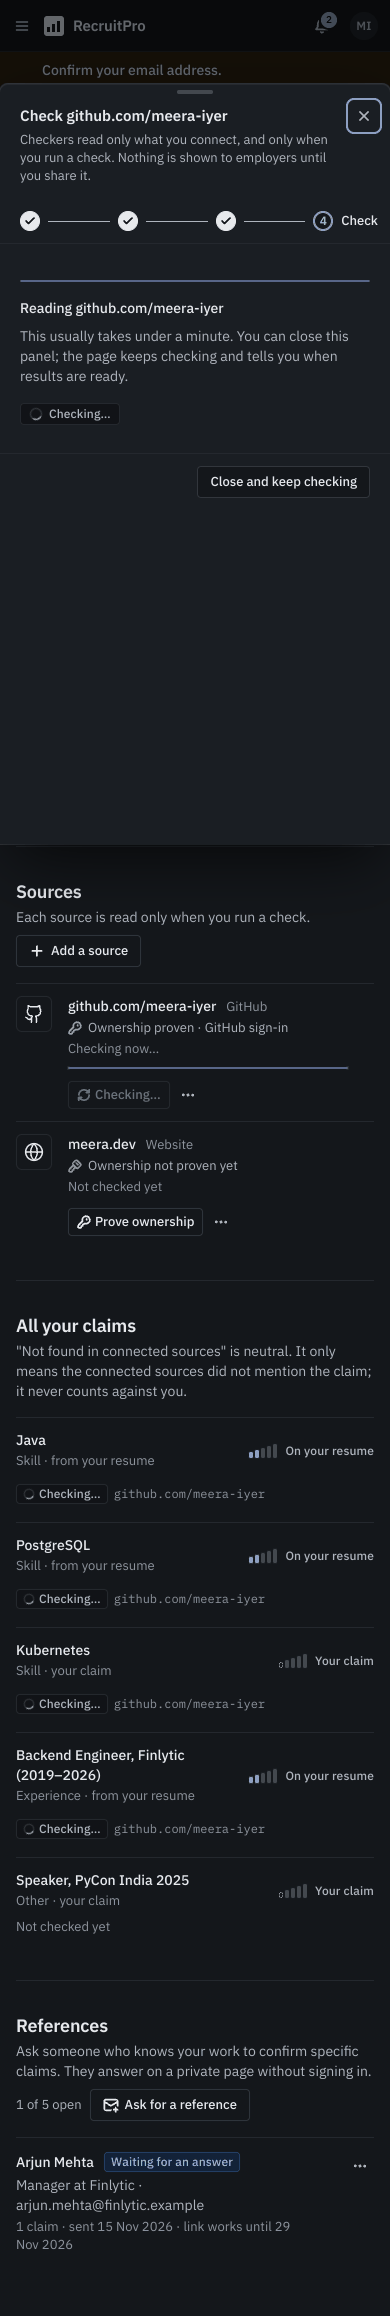 RecruitPro
2
MI
Confirm your email address.
Check github.com/meera-iyer
Checkers read only what you connect, and only when
you run a check. Nothing is shown to employers until
you share it.
4 Check
Reading github.com/meera-iyer
This usually takes under a minute. You can close this
panel; the page keeps checking and tells you when
results are ready.
Checking…
Close and keep checking
Sources
Each source is read only when you run a check.
Add a source
github.com/meera-iyer GitHub
Ownership proven · GitHub sign-in
Checking now…
Checking…
meera.dev Website
Ownership not proven yet
Not checked yet
Prove ownership
All your claims
"Not found in connected sources" is neutral. It only
means the connected sources did not mention the claim;
it never counts against you.
Java
Skill · from your resume
On your resume
Checking… github.com/meera-iyer
PostgreSQL
Skill · from your resume
On your resume
Checking… github.com/meera-iyer
Kubernetes
Skill · your claim
Your claim
Checking… github.com/meera-iyer
Backend Engineer, Finlytic
(2019–2026)
Experience · from your resume
On your resume
Checking… github.com/meera-iyer
Speaker, PyCon India 2025
Other · your claim
Your claim
Not checked yet
References
Ask someone who knows your work to confirm specific
claims. They answer on a private page without signing in.
1 of 5 open
Ask for a reference
Arjun Mehta Waiting for an answer
Manager at Finlytic ·
arjun.mehta@finlytic.example
1 claim · sent 15 Nov 2026 · link works until 29
Nov 2026